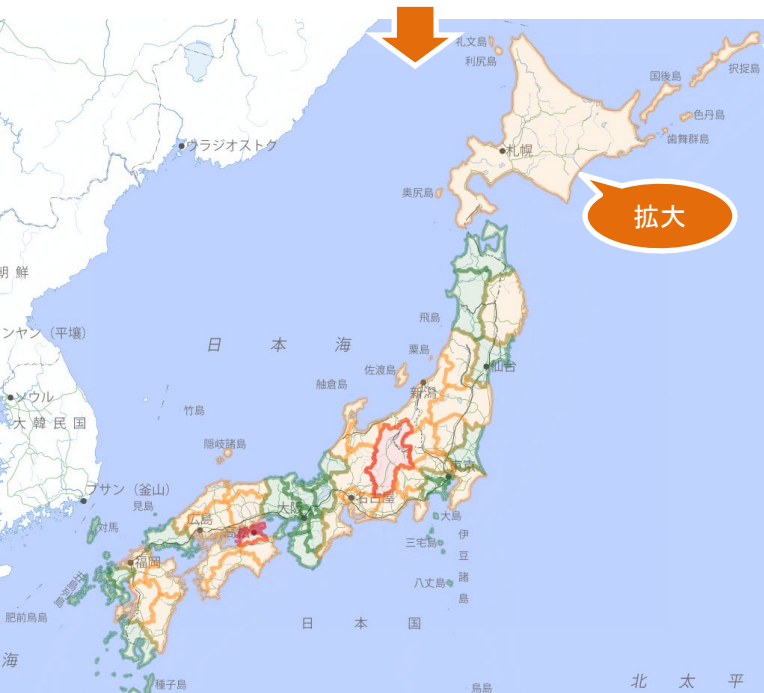 礼文島
利尻島
国後島
択捉島
色丹島
歯舞群島
ウラジオストク
札幌
奥尻島
拡大
朝鮮
ンヤン（平壌）
飛島
日本海
粟島
仙台
佐渡島
新潟
舳倉島
ソウル
竹島
大韓民国
隠岐諸島
東京
プサン（釜山）
名古屋
見島
大阪
大島
広島
高松
対馬
三宅島
伊豆諸島
福岡
五島列島
八丈島
肥前鳥島
日本国
海
種子島
鳥島
北太平